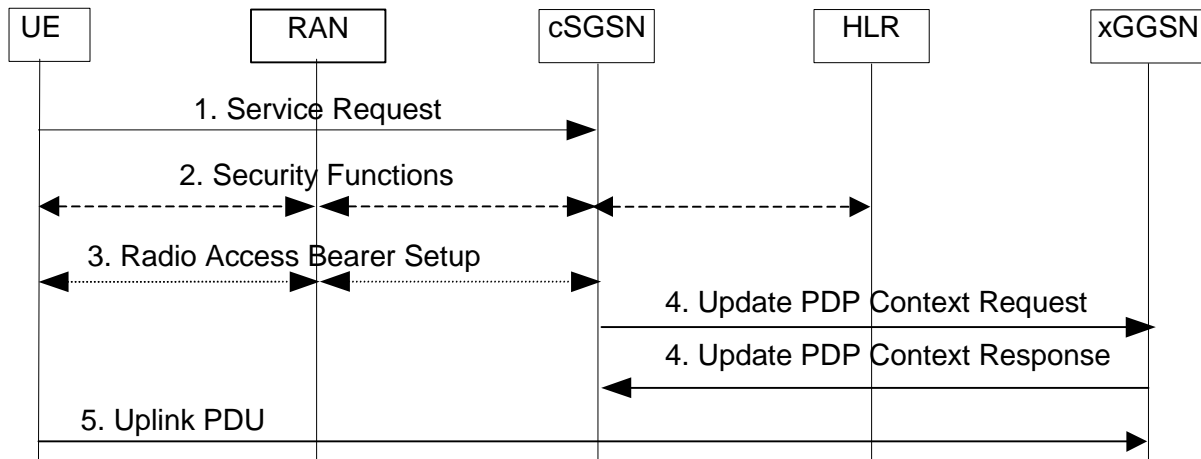 UE
RAN
cSGSN
HLR
xGGSN
1. Service Request
2. Security Functions
3. Radio Access Bearer Setup
4. Update PDP Context Request
4. Update PDP Context Response
5. Uplink PDU